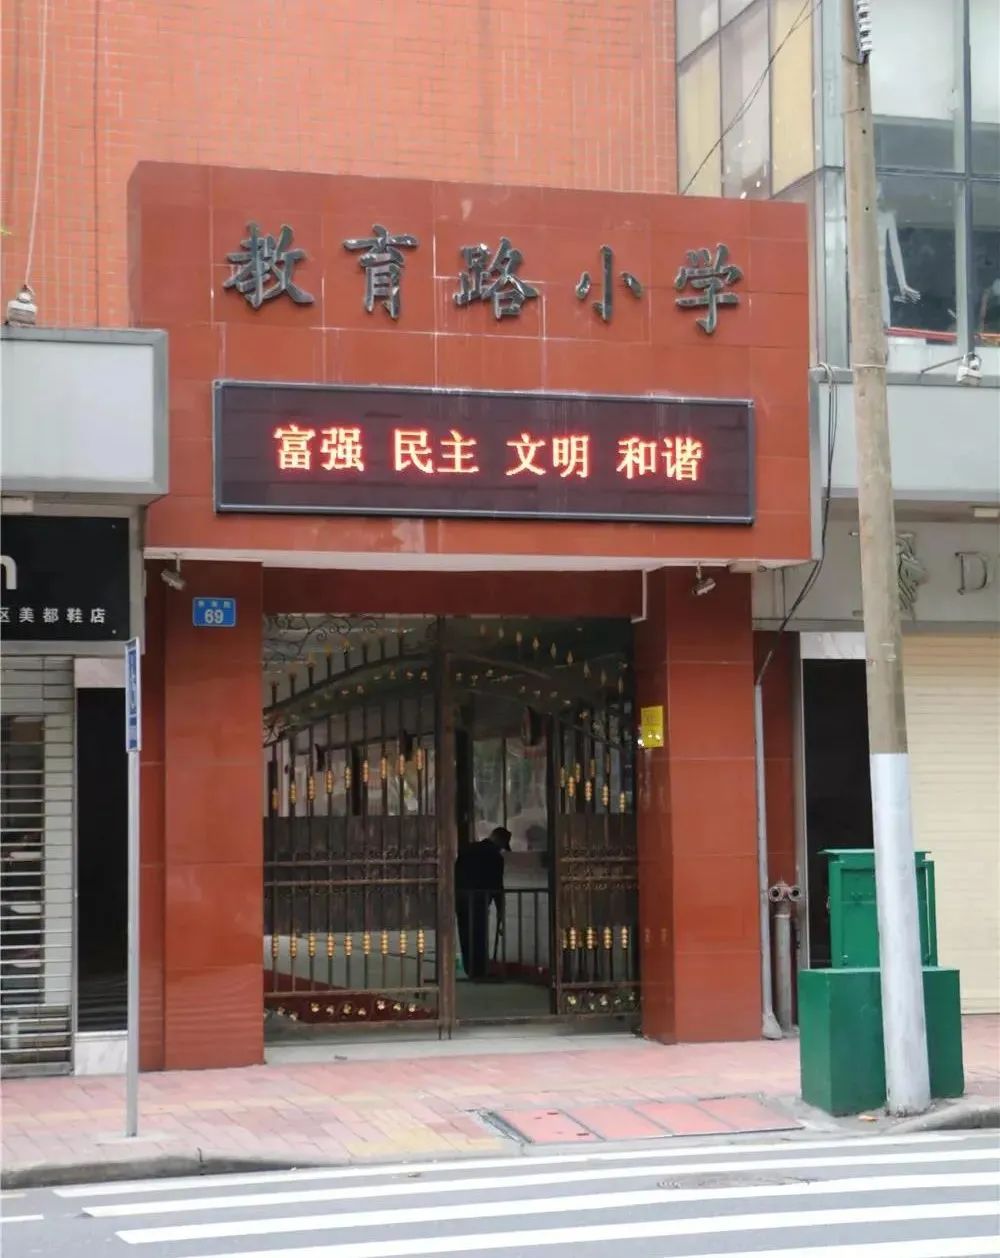 教育路小学
富强 民主 文明 和谐
69
n
区美都鞋店
D